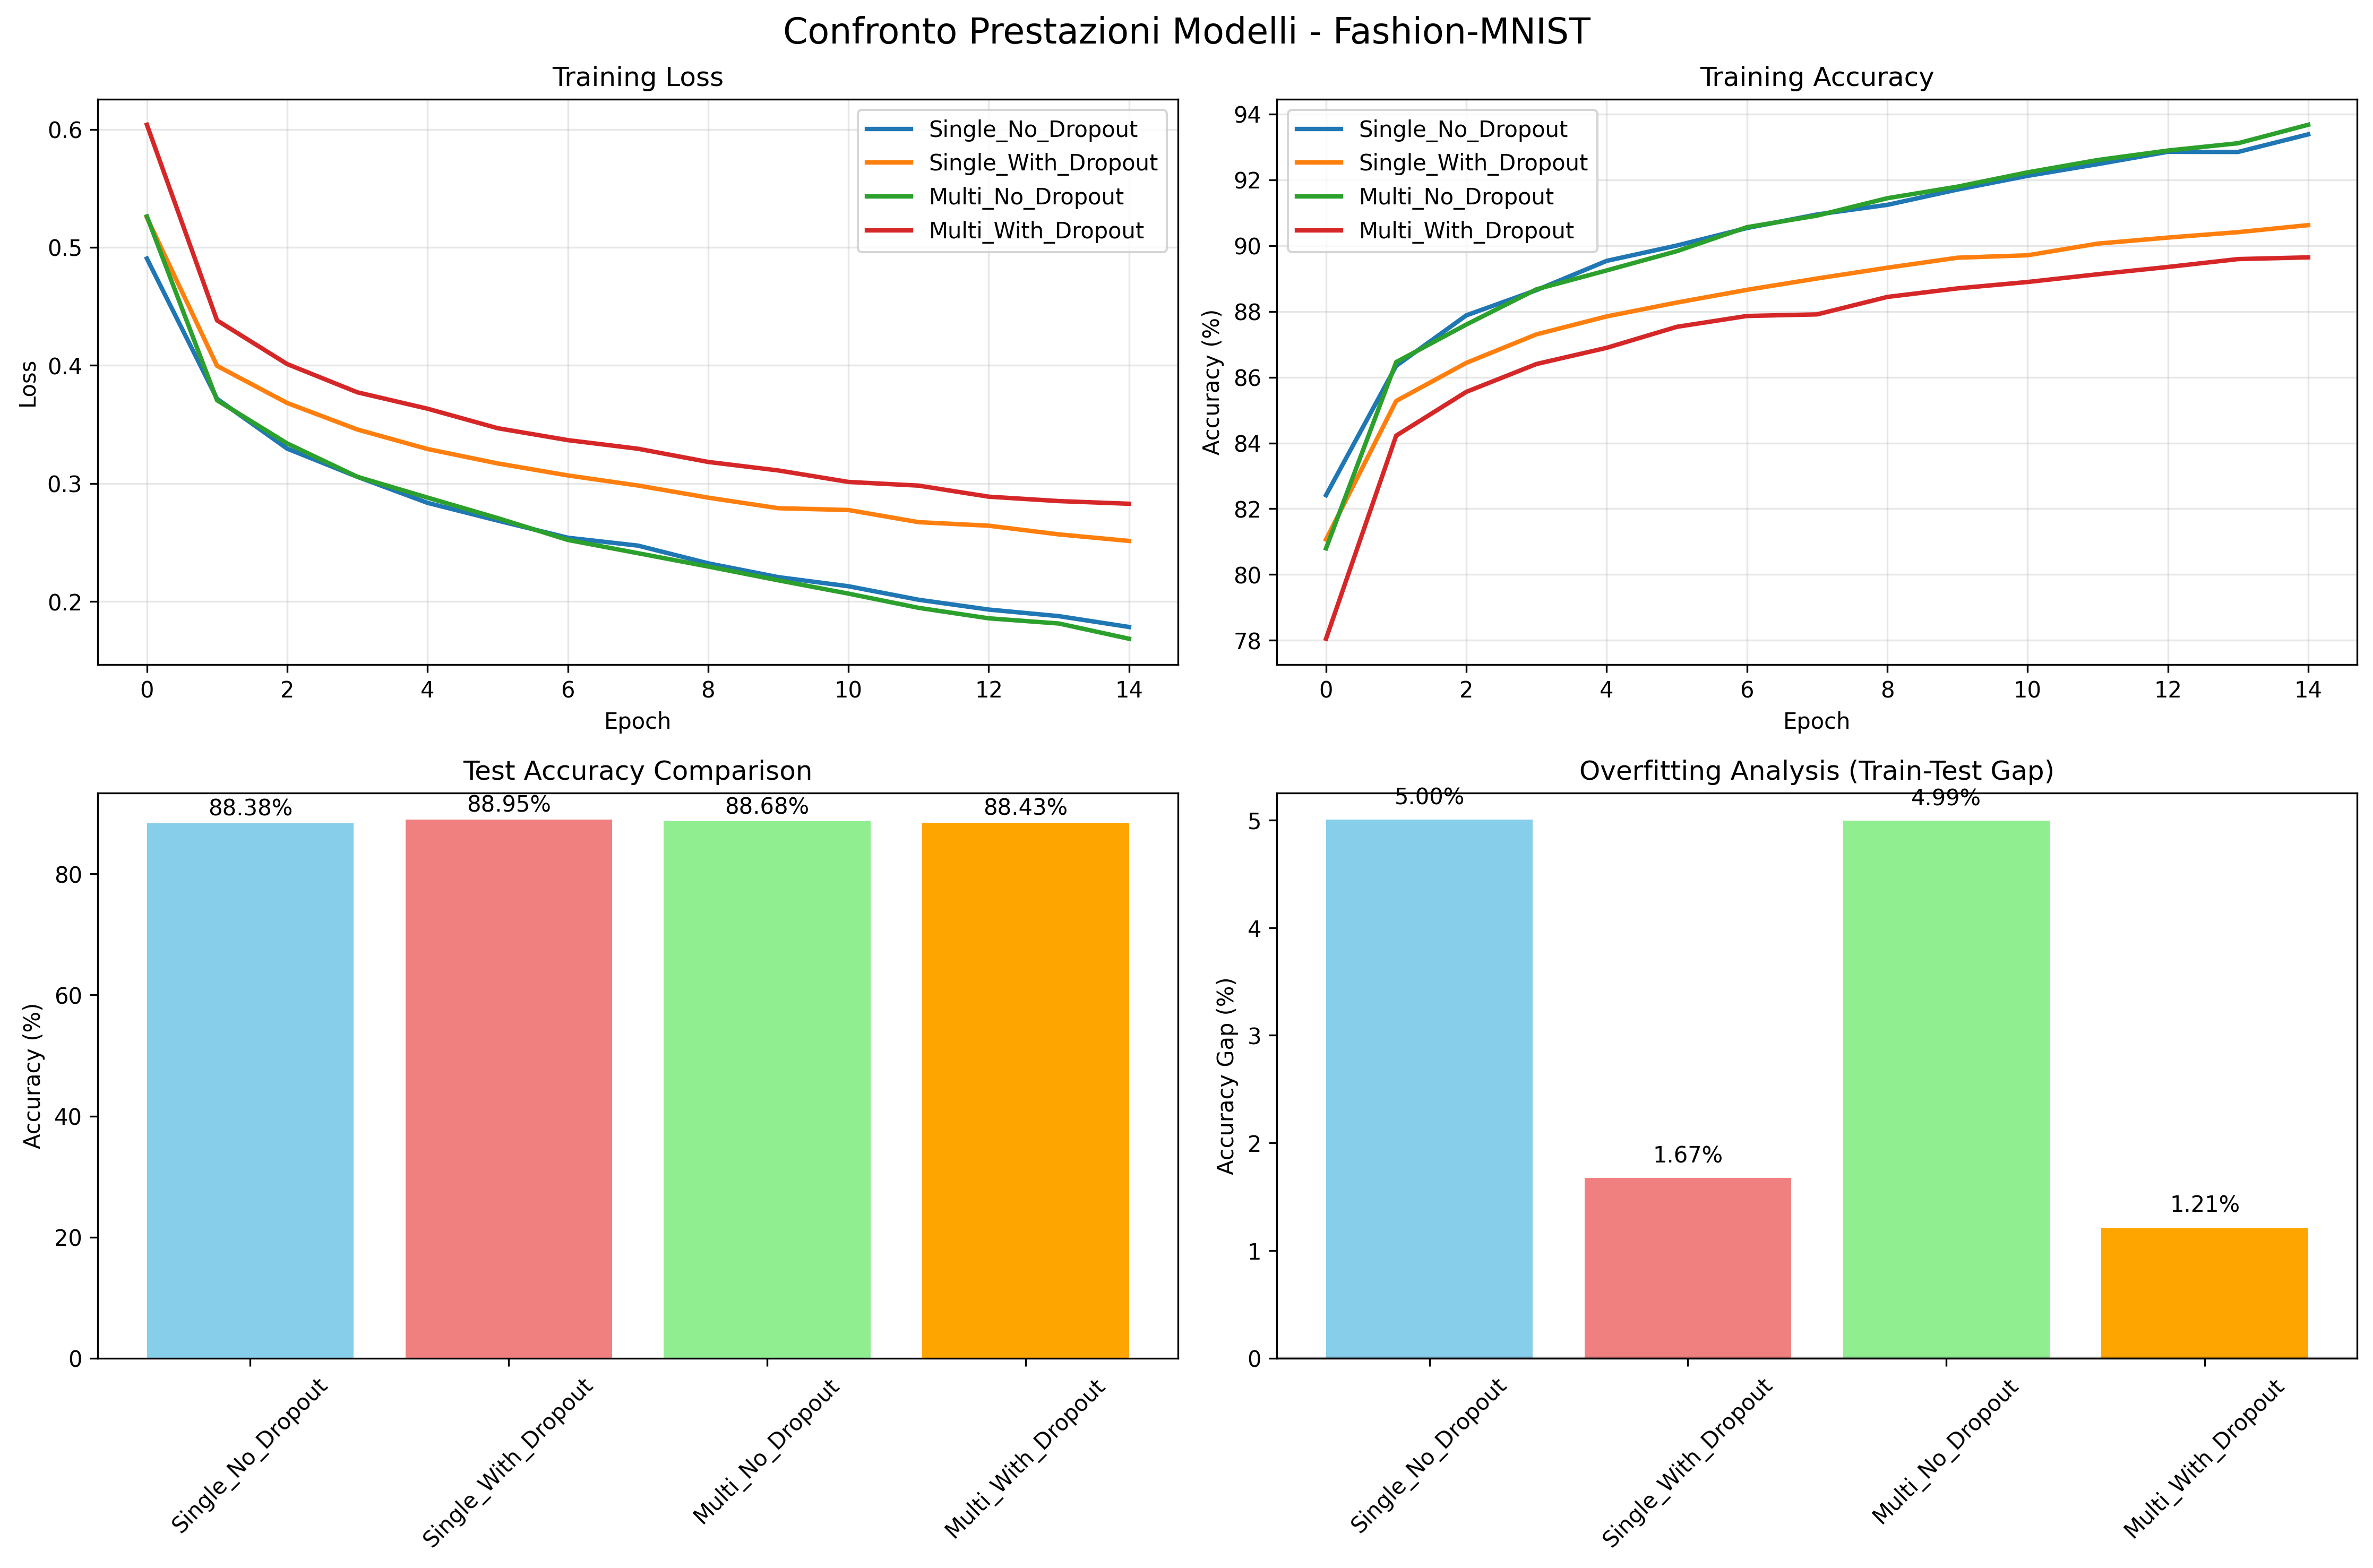 Confronto Prestazioni Modelli - Fashion-MNIST
Training Loss
Loss
0.6
0.5
0.4
0.3
0.2
Single_No_Dropout
Single_With_Dropout
Multi_No_Dropout
Multi_With_Dropout
0 2 4 6 8 10 12 14
Epoch
Training Accuracy
Accuracy (%)
94
92
90
88
86
84
82
80
78
Single_No_Dropout
Single_With_Dropout
Multi_No_Dropout
Multi_With_Dropout
0 2 4 6 8 10 12 14
Epoch
Test Accuracy Comparison
Accuracy (%)
80
60
40
20
0
88.38% 88.95% 88.68% 88.43%
Single_No_Dropout
Single_With_Dropout
Multi_No_Dropout
Multi_With_Dropout
Overfitting Analysis (Train-Test Gap)
Accuracy Gap (%)
5
4
3
2
1
0
5.00% 1.67% 4.99% 1.21%
Single_No_Dropout
Single_With_Dropout
Multi_No_Dropout
Multi_With_Dropout